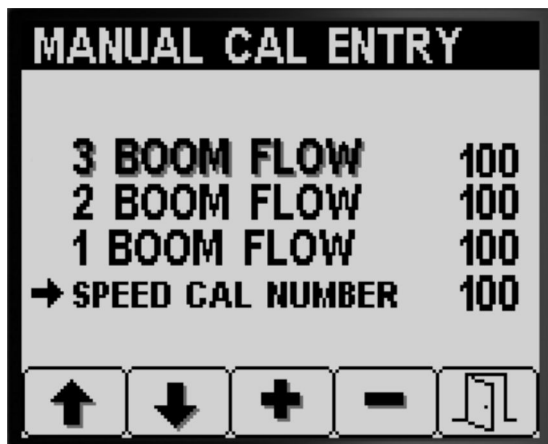 MANUAL CAL ENTRY
3 BOOM FLOW 100
2 BOOM FLOW 100
1 BOOM FLOW 100
SPEED CAL NUMBER 100